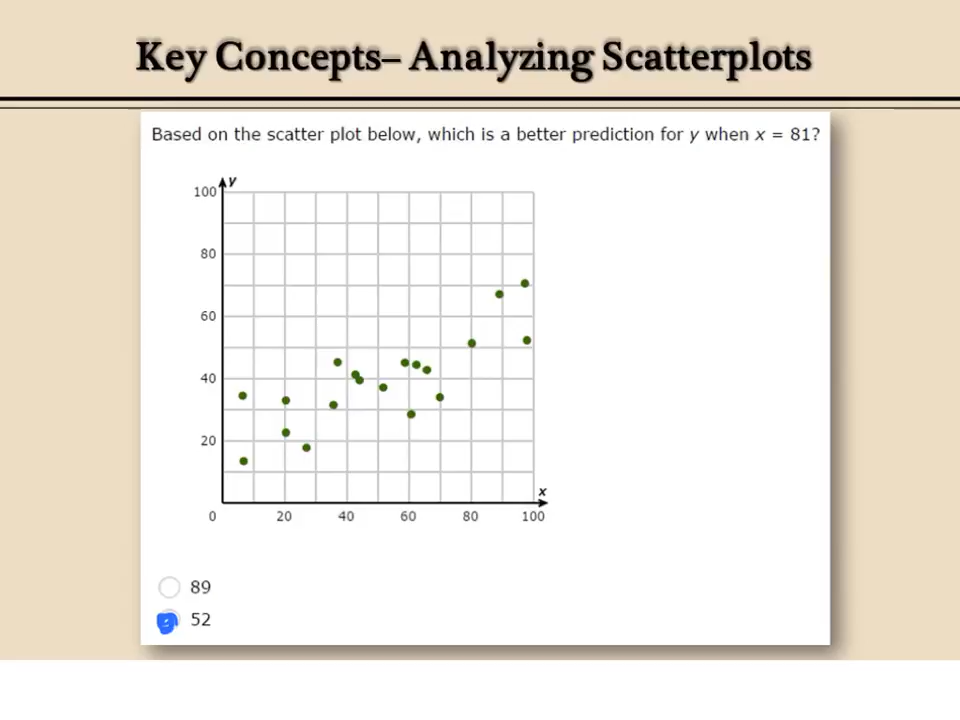 Key Concepts– Analyzing Scatterplots
Based on the scatter plot below, which is a better prediction for y when x = 81?
y
100
80
60
40
20
x
0 20 40 60 80 100
89
52